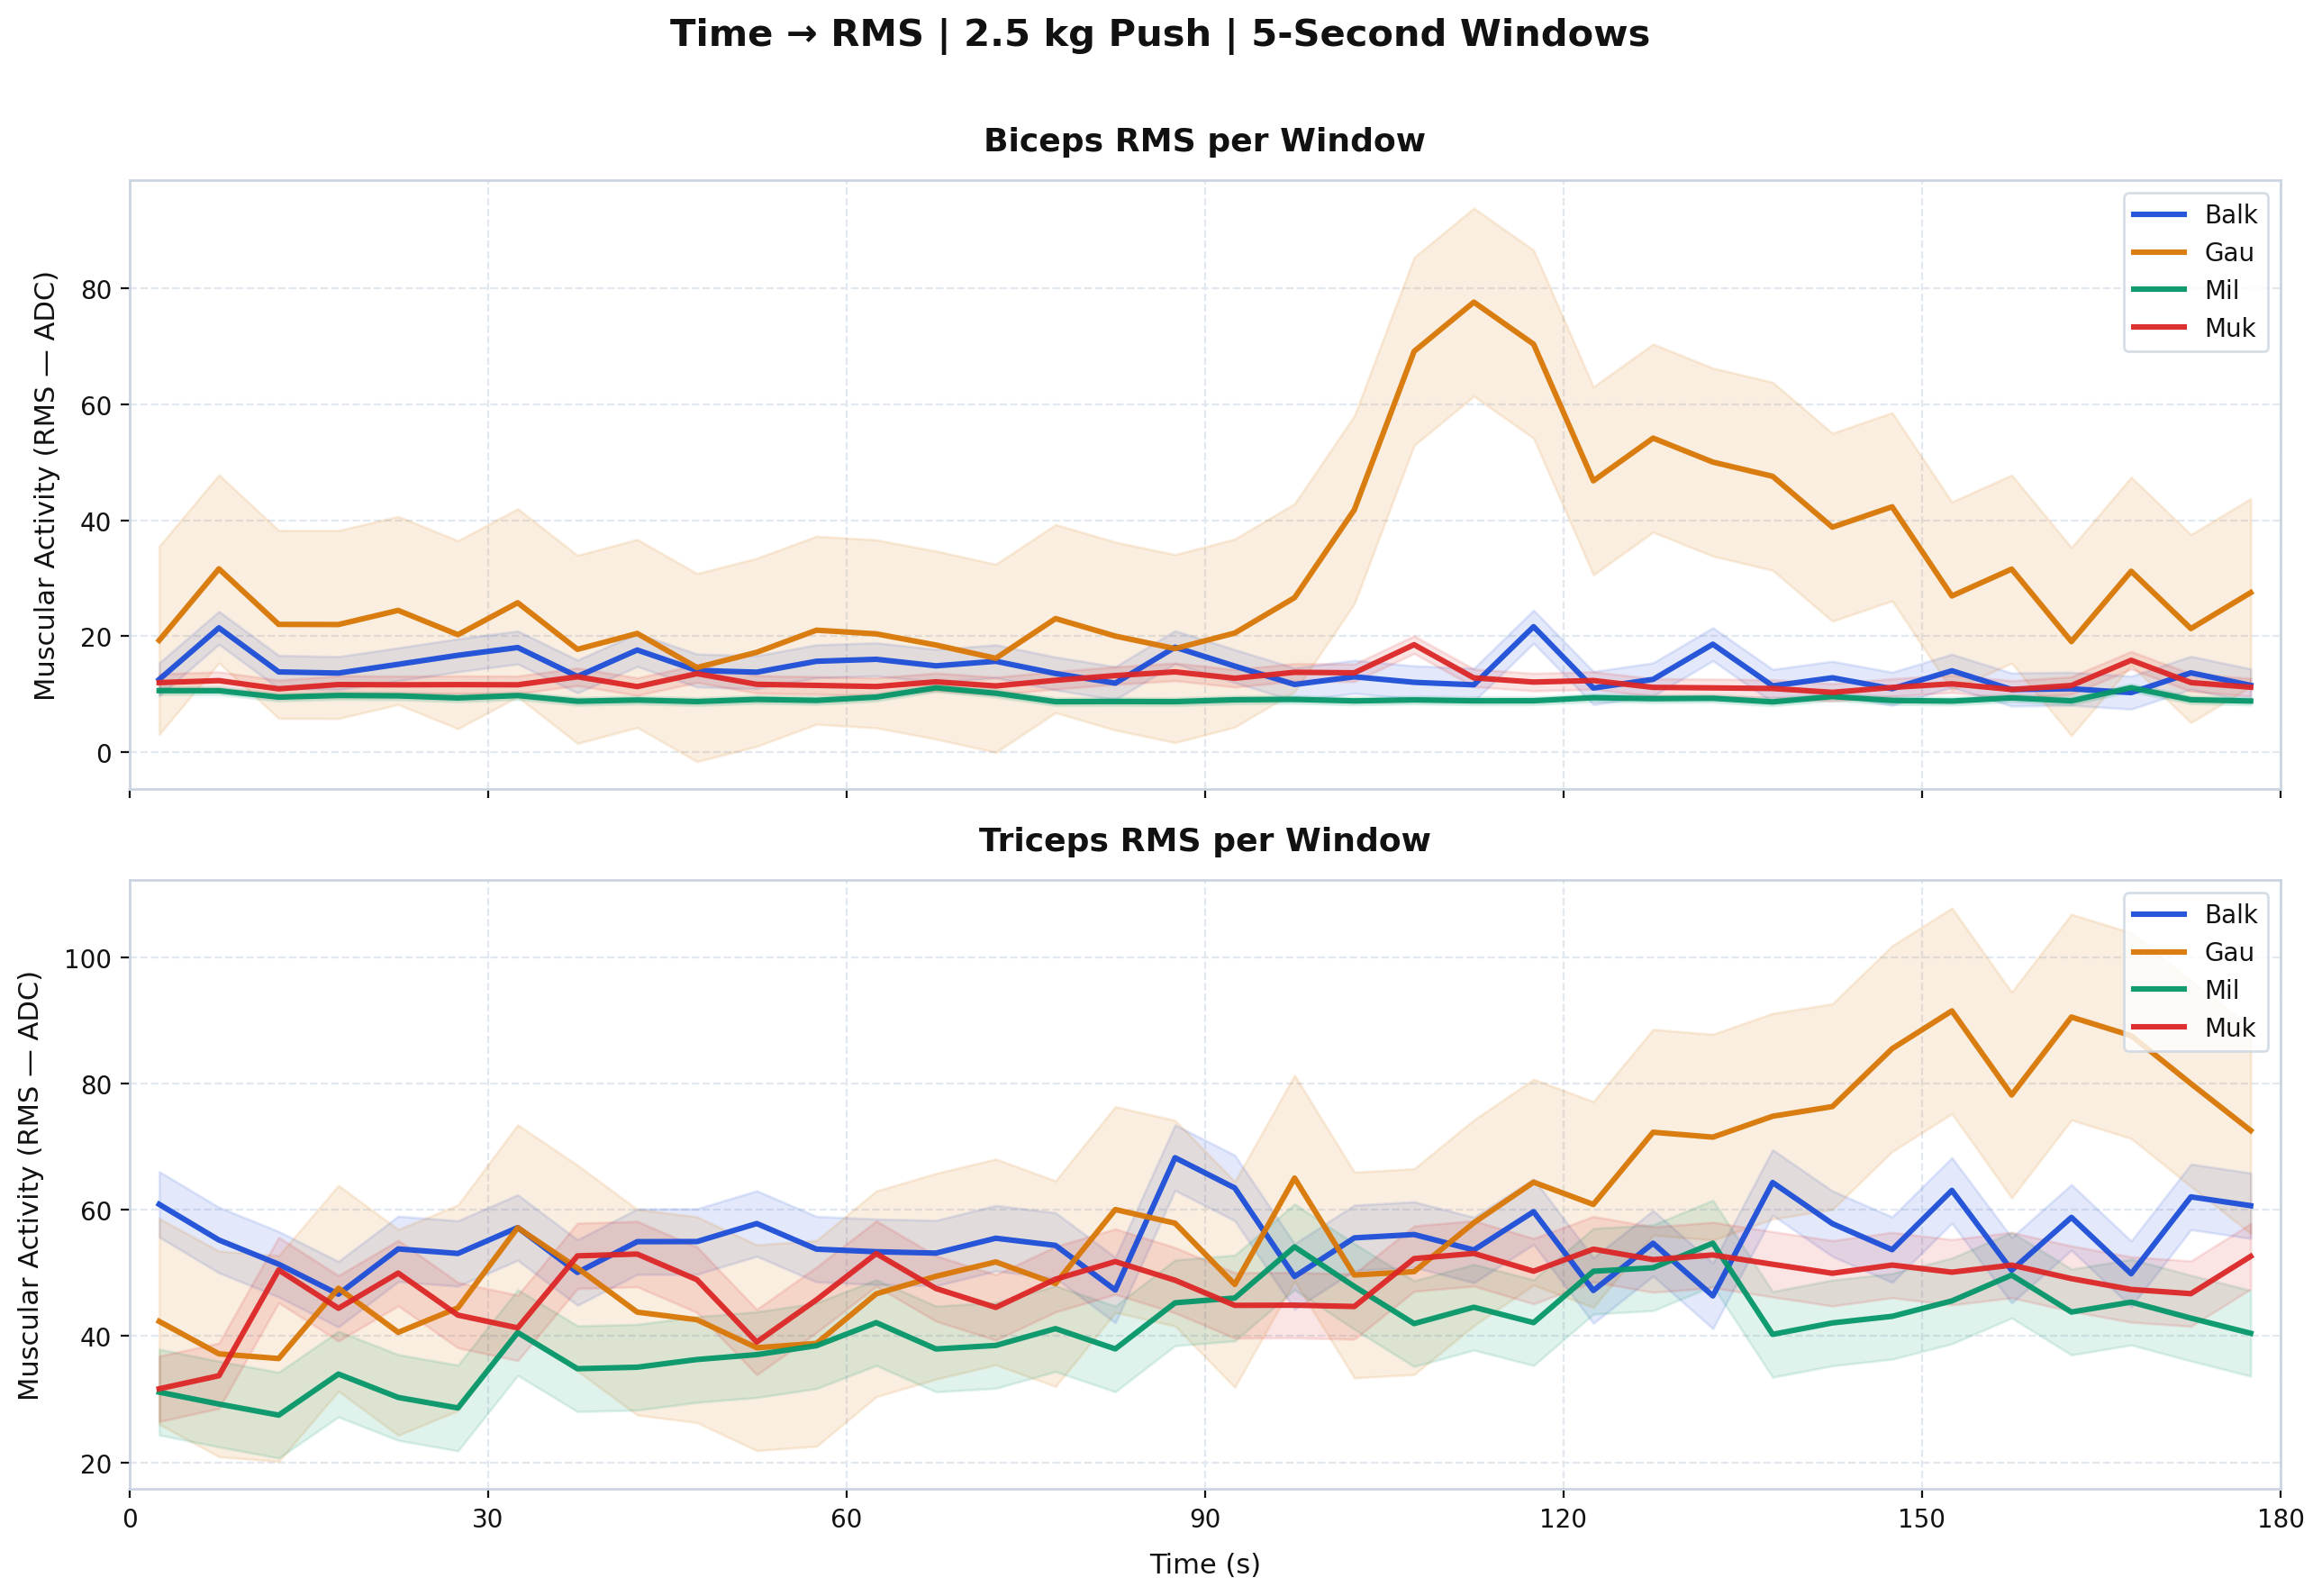 Time → RMS | 2.5 kg Push | 5-Second Windows
Biceps RMS per Window
Muscular Activity (RMS — ADC)
80
60
40
20
0
Balk
Gau
Mil
Muk
Triceps RMS per Window
Muscular Activity (RMS — ADC)
100
80
60
40
20
Balk
Gau
Mil
Muk
0 30 60 90 120 150 180
Time (s)